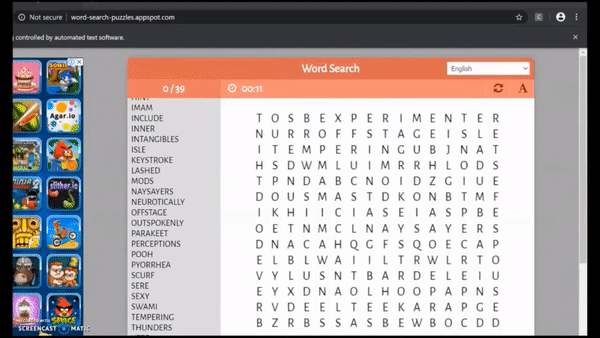 Not secure | word-search-puzzles.appspot.com
controlled by automated test software.
Word Search
English
0 / 39
00:11
A
IMAM
INCLUDE
INNER
INTANGIBLES
ISLE
KEYSTROKE
LASHED
MODS
NAYSAYERS
NEUROTICALLY
OFFSTAGE
OUTSPOKENLY
PARAKEET
PERCEPTIONS
POOH
PYORRHEA
SCURF
SERE
SEXY
SWAMI
TEMPERING
THUNDERS
T O S B E X P E R I M E N T E R
N U R R O F F S T A G E I S L E
I T E M P E R I N G U B J N A T
H S D W M L U I M R R H L O D S
T P N D A B C N O I D Z G I U E
D O U S M A S T D K O N B T M F
I K H I I C I A S E I A S P B E
O E T N M C L N A Y S A Y E R S
D N A C A H Q G F S Q O E C A P
E L B L W A I I L T R W L R T O
V Y L U S N T B A R D E L E I U
E Y X D N A O L H O O P A P N S
R V D E E L T E E K A R A P G E
B Z R B S S A S B E W B O C D D
SONIC
Agar.io
slither.io
SCREENCAST MATIC